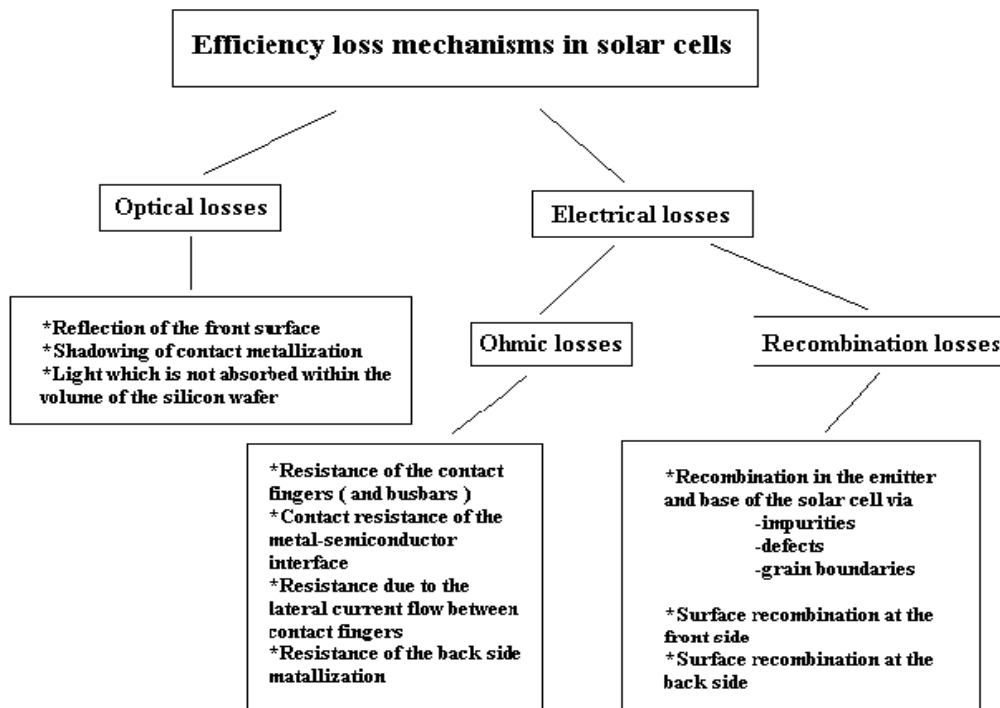 Efficiency loss mechanisms in solar cells
Optical losses
Electrical losses
*Reflection of the front surface
*Shadowing of contact metallization
*Light which is not absorbed within the
volume of the silicon wafer
Ohmic losses
Recombination losses
*Resistance of the contact
fingers ( and busbars )
*Contact resistance of the
metal-semiconductor
interface
*Resistance due to the
lateral current flow between
contact fingers
*Resistance of the back side
matallization
*Recombination in the emitter
and base of the solar cell via
-impurities
-defects
-grain boundaries
*Surface recombination at the
front side
*Surface recombination at the
back side